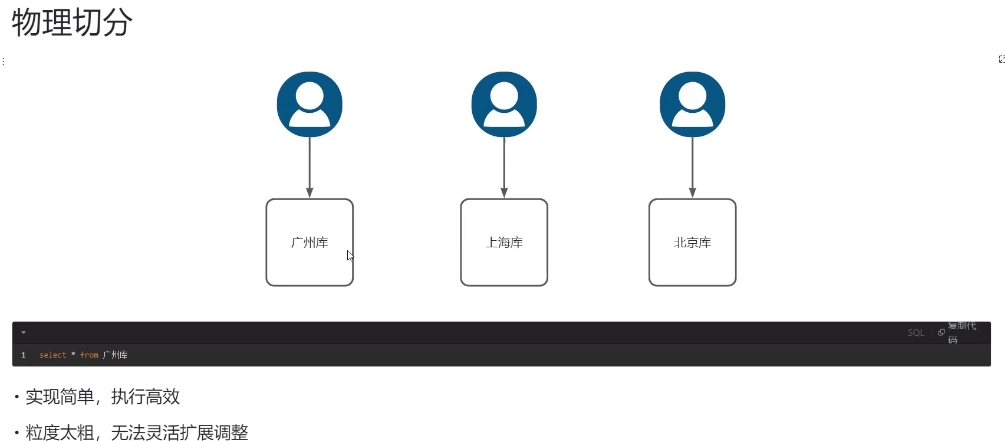 物理切分
广州库
上海库
北京库
SQL
复制代
码
1 select * from 广州库
• 实现简单，执行高效
• 粒度太粗，无法灵活扩展调整